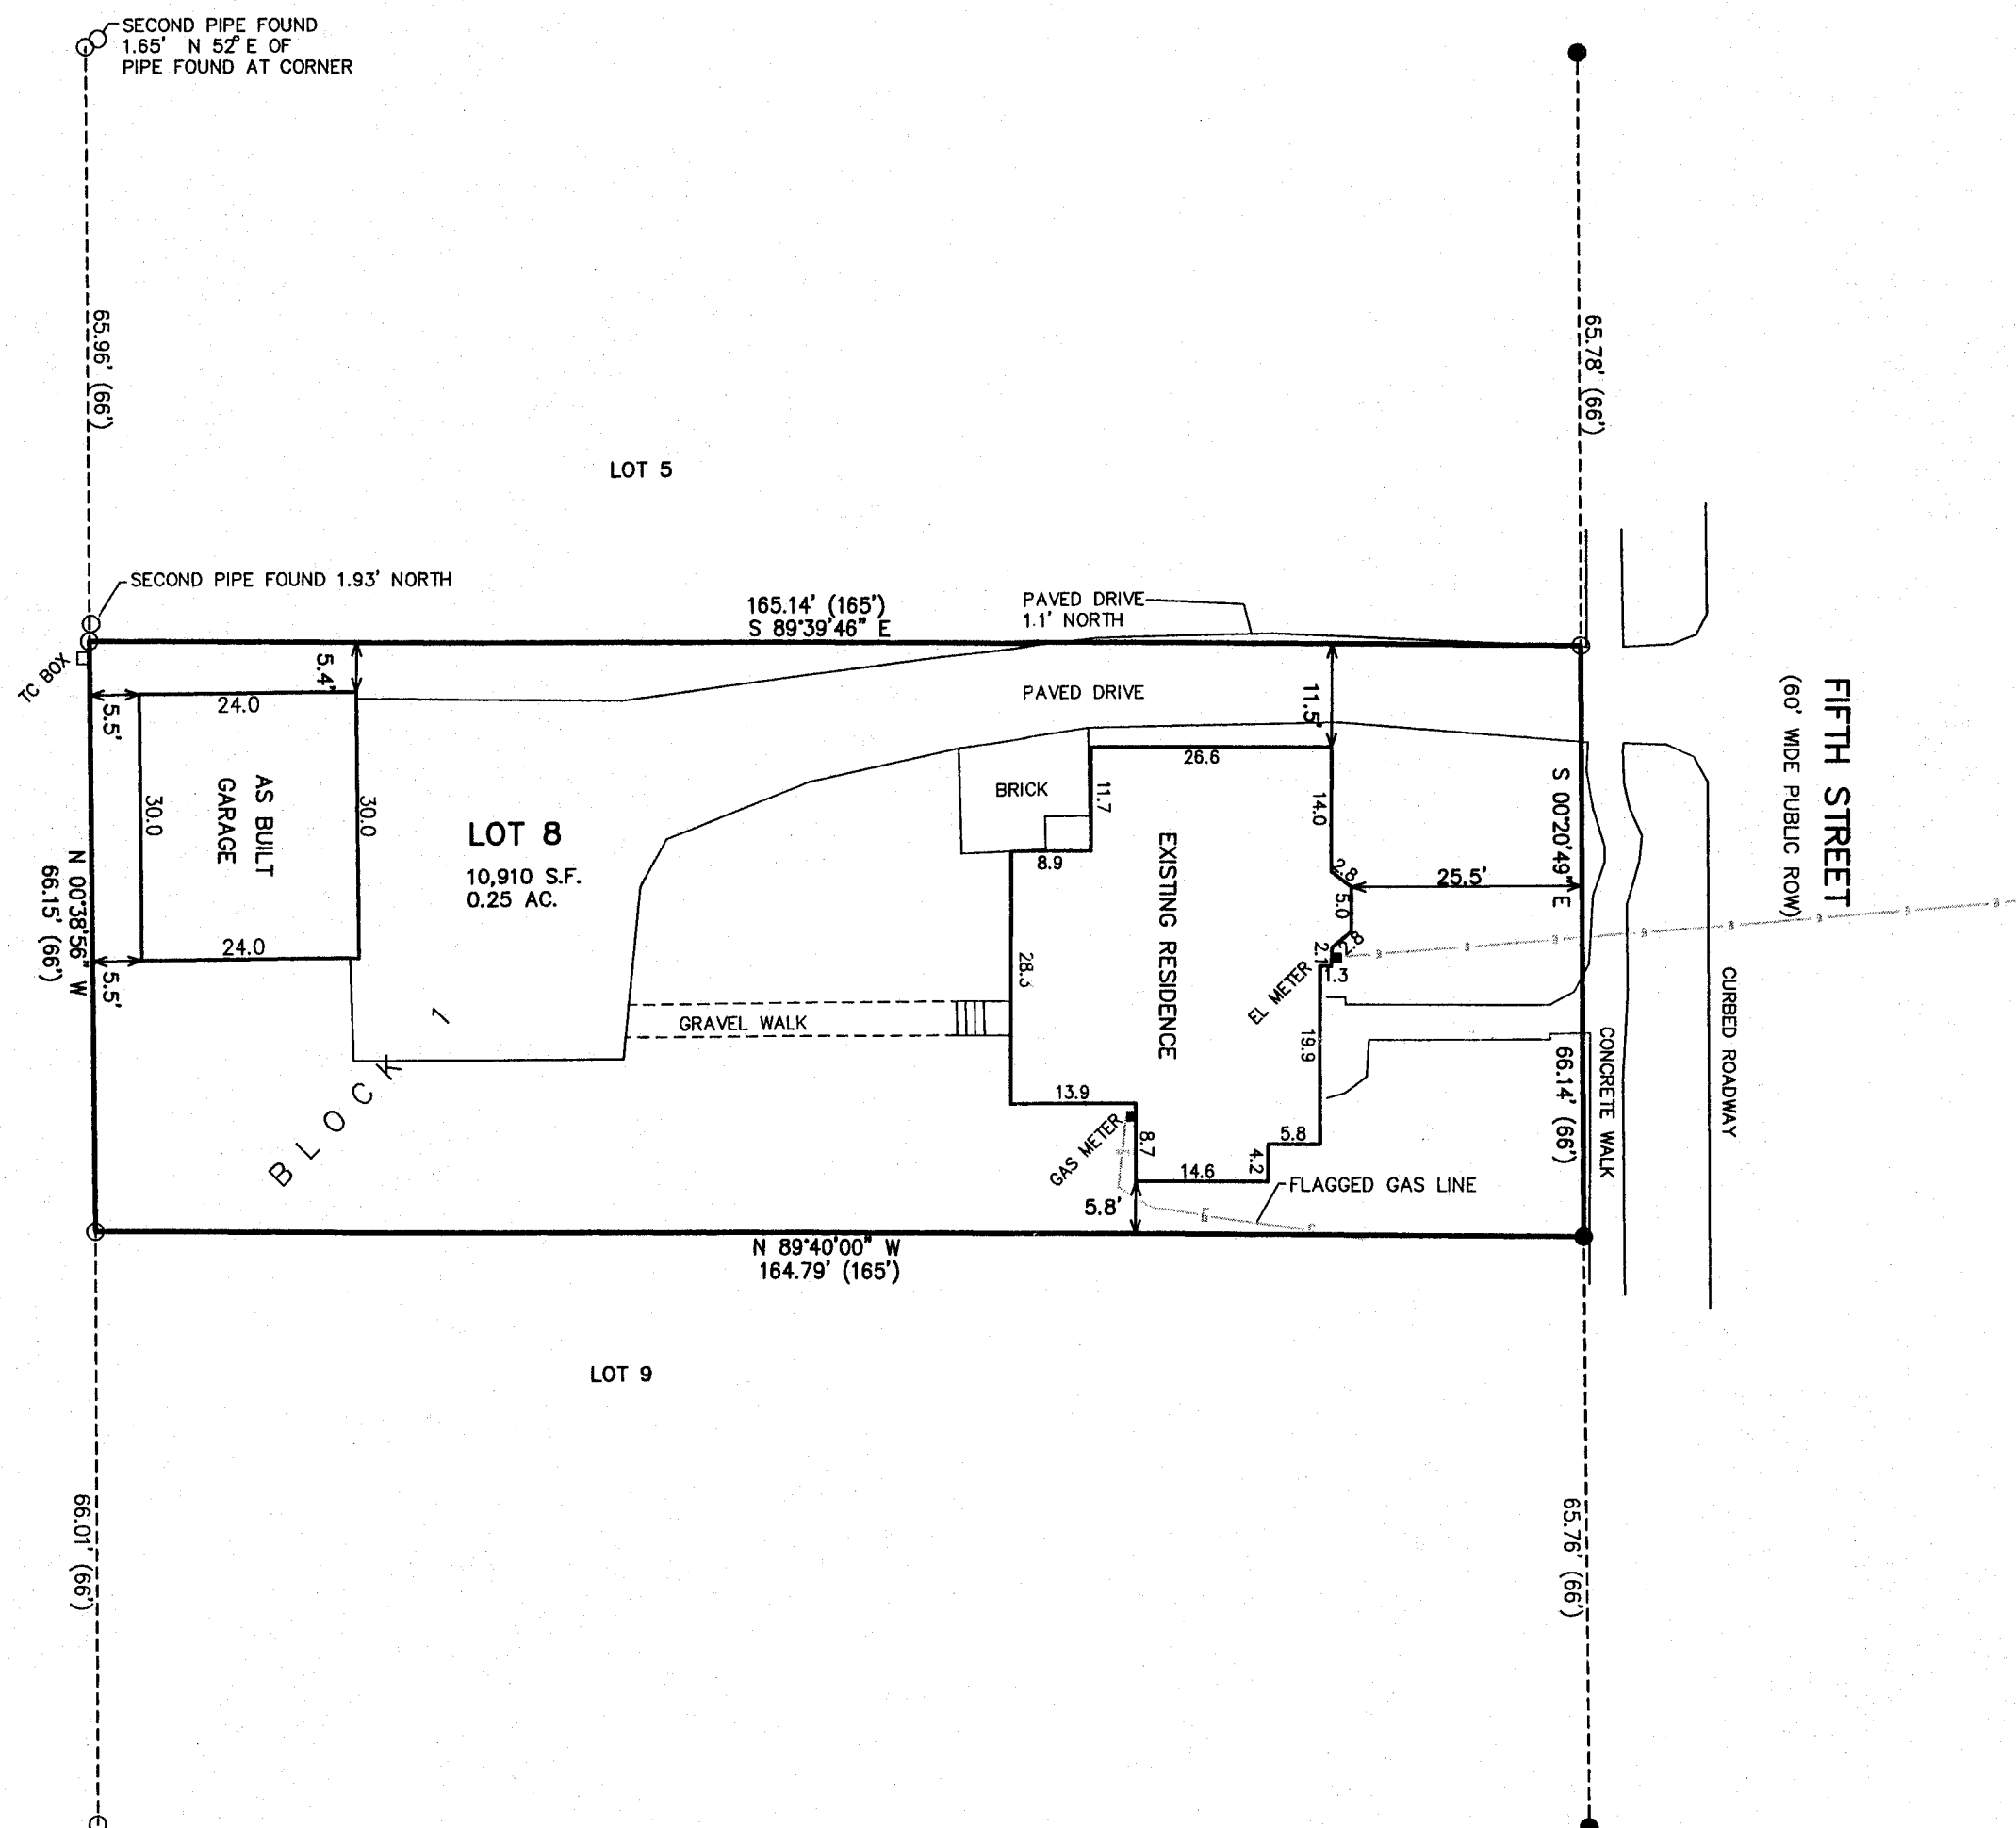 SECOND PIPE FOUND
1.65' N 52° E OF
PIPE FOUND AT CORNER
65.96' (66')
65.78' (66')
LOT 5
SECOND PIPE FOUND 1.93' NORTH
165.14' (165')
S 89°39'46" E
PAVED DRIVE
1.1' NORTH
TC BOX
5.4'
5.5'
24.0
PAVED DRIVE
11.5'
FIFTH STREET
(60' WIDE PUBLIC ROW)
26.6
AS BUILT
GARAGE
30.0
30.0
LOT 8
10,910 S.F.
0.25 AC.
BRICK
11.7
14.0
S 00°20'49" E
8.9
EXISTING RESIDENCE
2.8
25.5'
5.0
2.8
2.1
1.3
EL METER
N 00°38'56" W
66.15' (66')
24.0
5.5'
28.3
BLOCK 1
GRAVEL WALK
19.9
CONCRETE WALK
CURBED ROADWAY
66.14' (66')
13.9
GAS METER
8.7
5.8
4.2
14.6
FLAGGED GAS LINE
5.8'
G
N 89°40'00" W
164.79' (165')
LOT 9
66.01' (66')
65.76' (66')